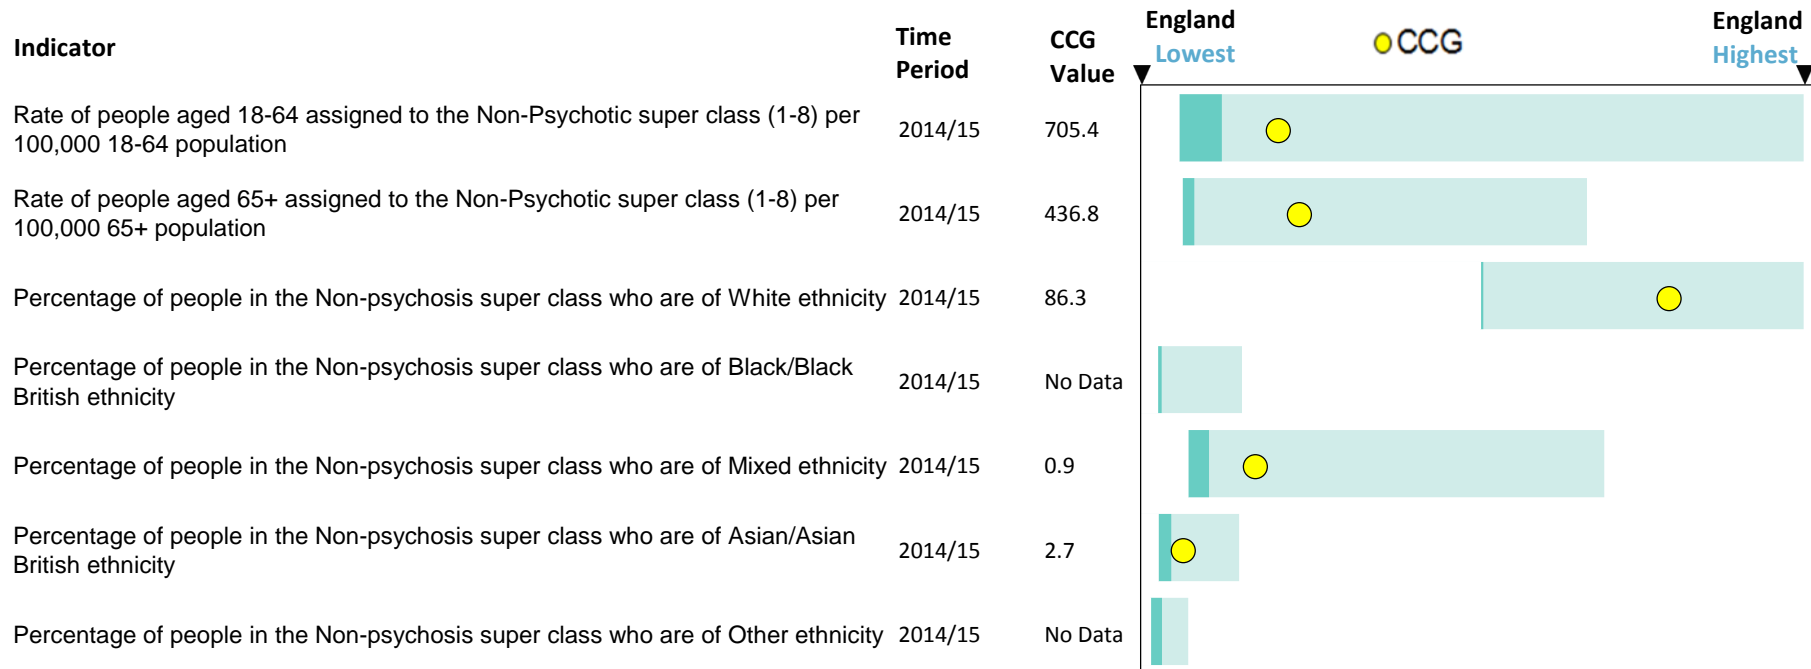 Indicator
Time Period
CCG Value
England Lowest
CCG
England Highest
Rate of people aged 18-64 assigned to the Non-Psychotic super class (1-8) per
100,000 18-64 population
2014/15
705.4
Rate of people aged 65+ assigned to the Non-Psychotic super class (1-8) per
100,000 65+ population
2014/15
436.8
Percentage of people in the Non-psychosis super class who are of White ethnicity
2014/15
86.3
Percentage of people in the Non-psychosis super class who are of Black/Black
British ethnicity
2014/15
No Data
Percentage of people in the Non-psychosis super class who are of Mixed ethnicity
2014/15
0.9
Percentage of people in the Non-psychosis super class who are of Asian/Asian
British ethnicity
2014/15
2.7
Percentage of people in the Non-psychosis super class who are of Other ethnicity
2014/15
No Data